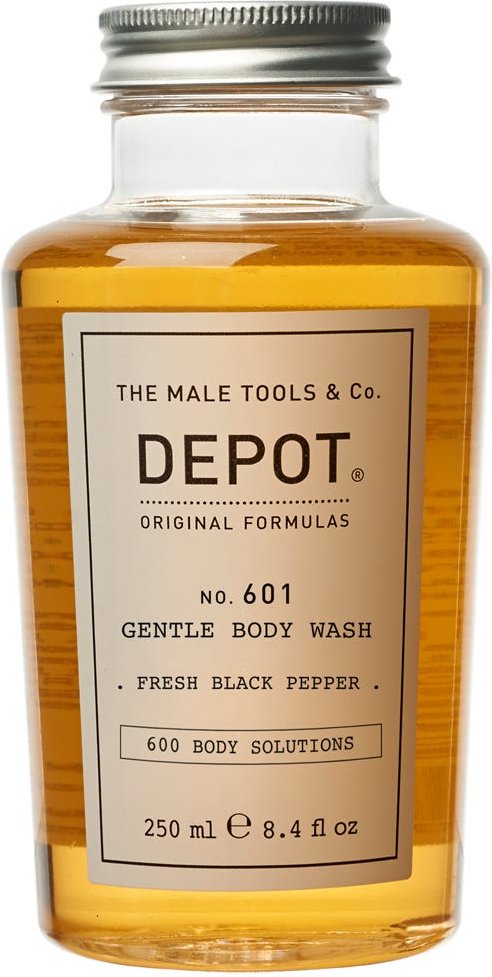 THE MALE TOOLS & Co.
DEPOT®
ORIGINAL FORMULAS
NO. 601
GENTLE BODY WASH
. FRESH BLACK PEPPER .
600 BODY SOLUTIONS
250 ml ℮ 8.4 fl oz